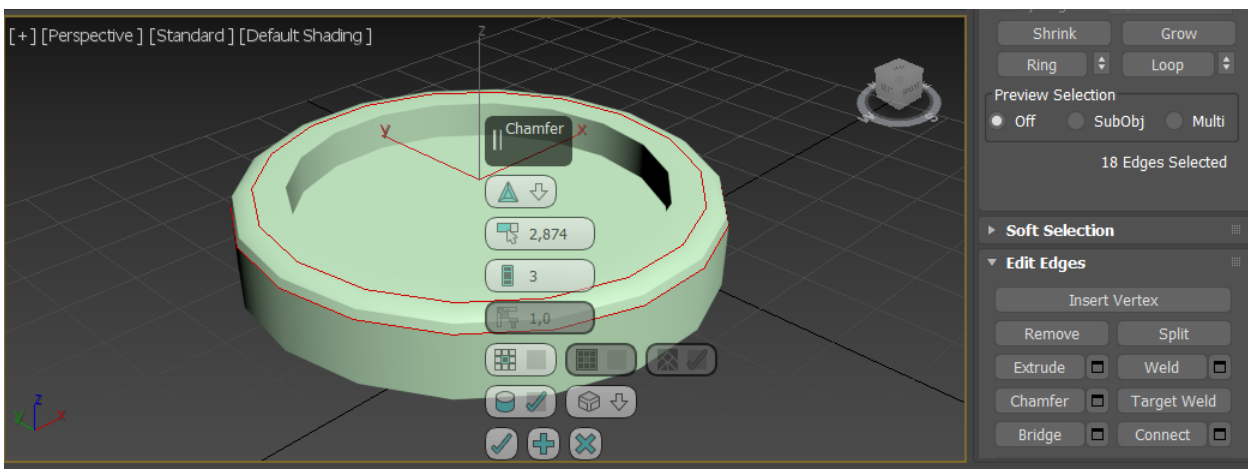 [+] [Perspective ] [Standard ] [Default Shading ]
z
y
x
Chamfer
2,874
3
1,0
z
y
x
W
Shrink
Grow
Ring
Loop
Preview Selection
Off
SubObj
Multi
18 Edges Selected
Soft Selection
Edit Edges
Insert Vertex
Remove
Split
Extrude
Weld
Chamfer
Target Weld
Bridge
Connect